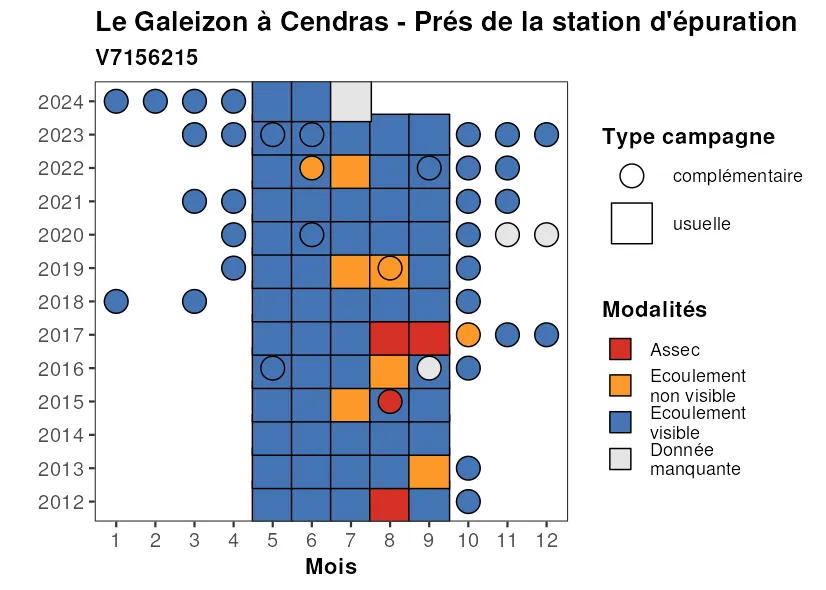 Le Galeizon à Cendras - Prés de la station d'épuration
V7156215
2024
2023
2022
2021
2020
2019
2018
2017
2016
2015
2014
2013
2012
1 2 3 4 5 6 7 8 9 10 11 12
Mois
Type campagne
complémentaire
usuelle
Modalités
Assec
Ecoulement
non visible
Ecoulement
visible
Donnée
manquante